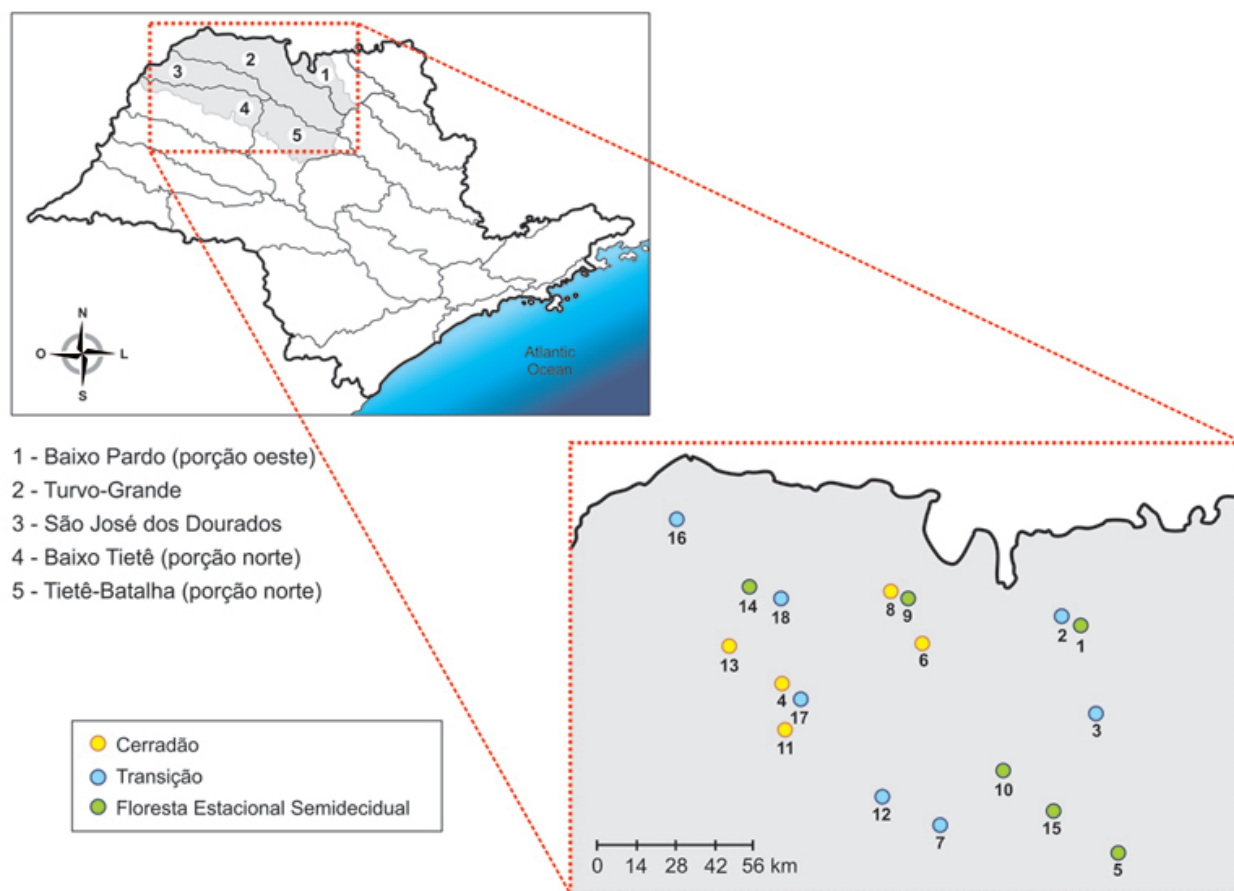 2
3
1
4
5
N
O
L
S
Atlantic
Ocean
1 - Baixo Pardo (porção oeste)
2 - Turvo-Grande
3 - São José dos Dourados
4 - Baixo Tietê (porção norte)
5 - Tietê-Batalha (porção norte)
Cerradão
Transição
Floresta Estacional Semidecidual
16
14
18
8
9
2
1
13
6
4
17
3
11
10
12
7
15
5
0 14 28 42 56 km